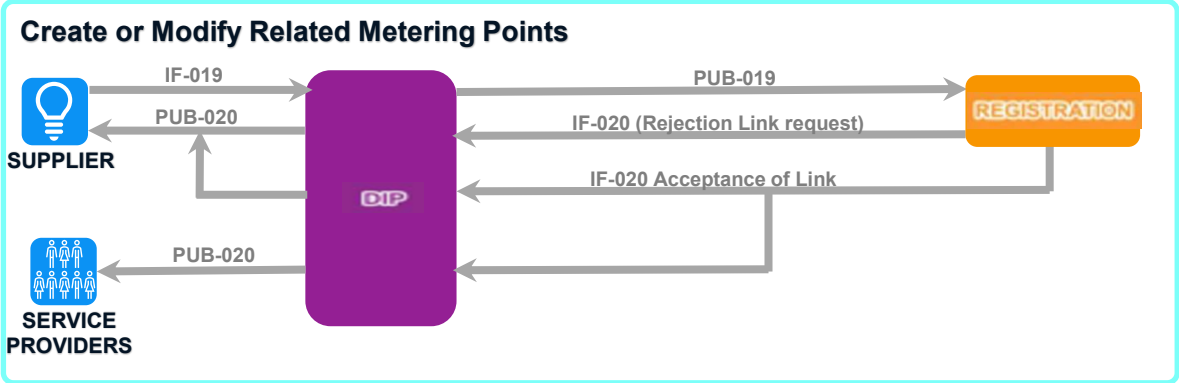 Create or Modify Related Metering Points
IF-019
PUB-019
REGISTRATION
PUB-020
IF-020 (Rejection Link request)
SUPPLIER
IF-020 Acceptance of Link
DIP
PUB-020
SERVICE
PROVIDERS